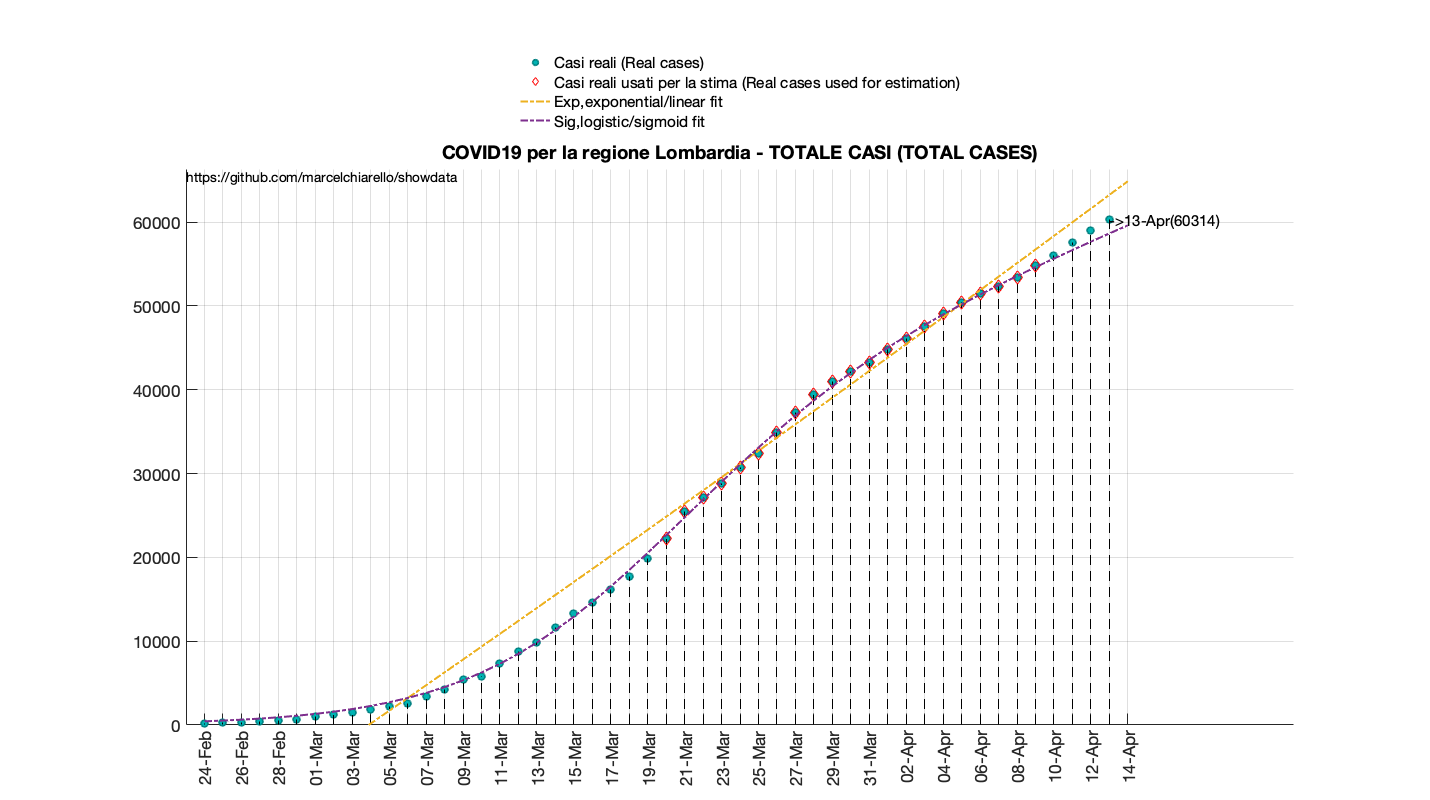 Casi reali (Real cases)
Casi reali usati per la stima (Real cases used for estimation)
Exp,exponential/linear fit
Sig,logistic/sigmoid fit
COVID19 per la regione Lombardia - TOTALE CASI (TOTAL CASES)
https://github.com/marcelchiarello/showdata
60000
50000
40000
30000
20000
10000
0
->13-Apr(60314)
24-Feb
26-Feb
28-Feb
01-Mar
03-Mar
05-Mar
07-Mar
09-Mar
11-Mar
13-Mar
15-Mar
17-Mar
19-Mar
21-Mar
23-Mar
25-Mar
27-Mar
29-Mar
31-Mar
02-Apr
04-Apr
06-Apr
08-Apr
10-Apr
12-Apr
14-Apr